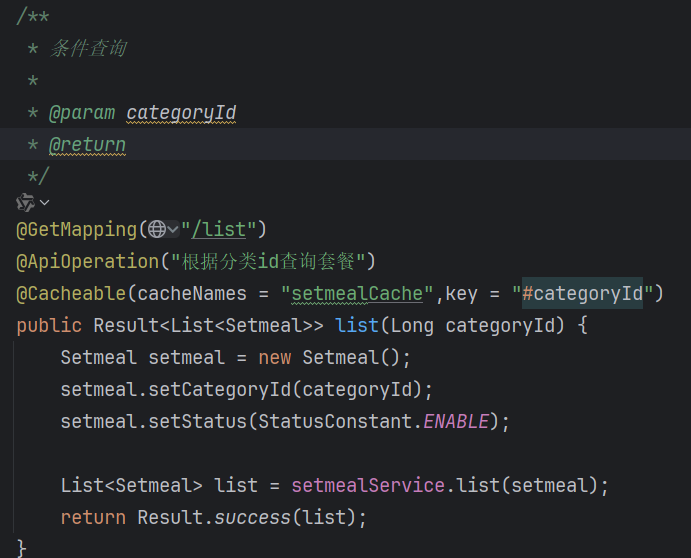 /**
 * 条件查询
 *
 * @param categoryId
 * @return
 */
@GetMapping("/list")
@ApiOperation("根据分类id查询套餐")
@Cacheable(cacheNames = "setmealCache",key = "#categoryId")
public Result<List<Setmeal>> list(Long categoryId) {
    Setmeal setmeal = new Setmeal();
    setmeal.setCategoryId(categoryId);
    setmeal.setStatus(StatusConstant.ENABLE);

    List<Setmeal> list = setmealService.list(setmeal);
    return Result.success(list);
}